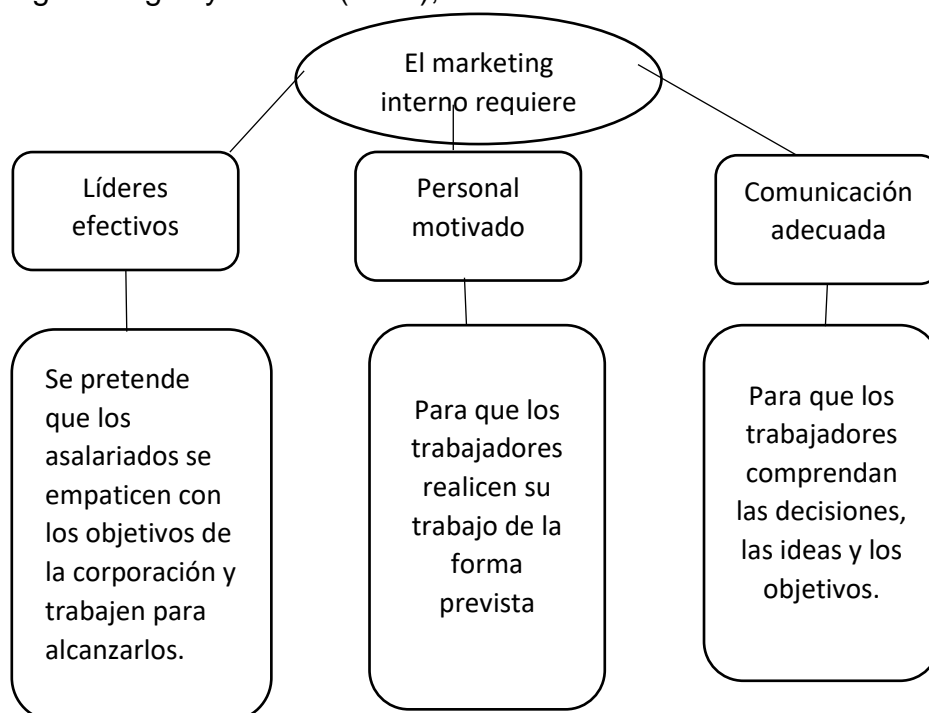 El marketing
interno requiere
Líderes
efectivos
Personal
motivado
Comunicación
adecuada
Se pretende
que los
asalariados se
empaticen con
los objetivos de
la corporación y
trabajen para
alcanzarlos.
Para que los
trabajadores
realicen su
trabajo de la
forma
prevista
Para que los
trabajadores
comprendan
las decisiones,
las ideas y los
objetivos.